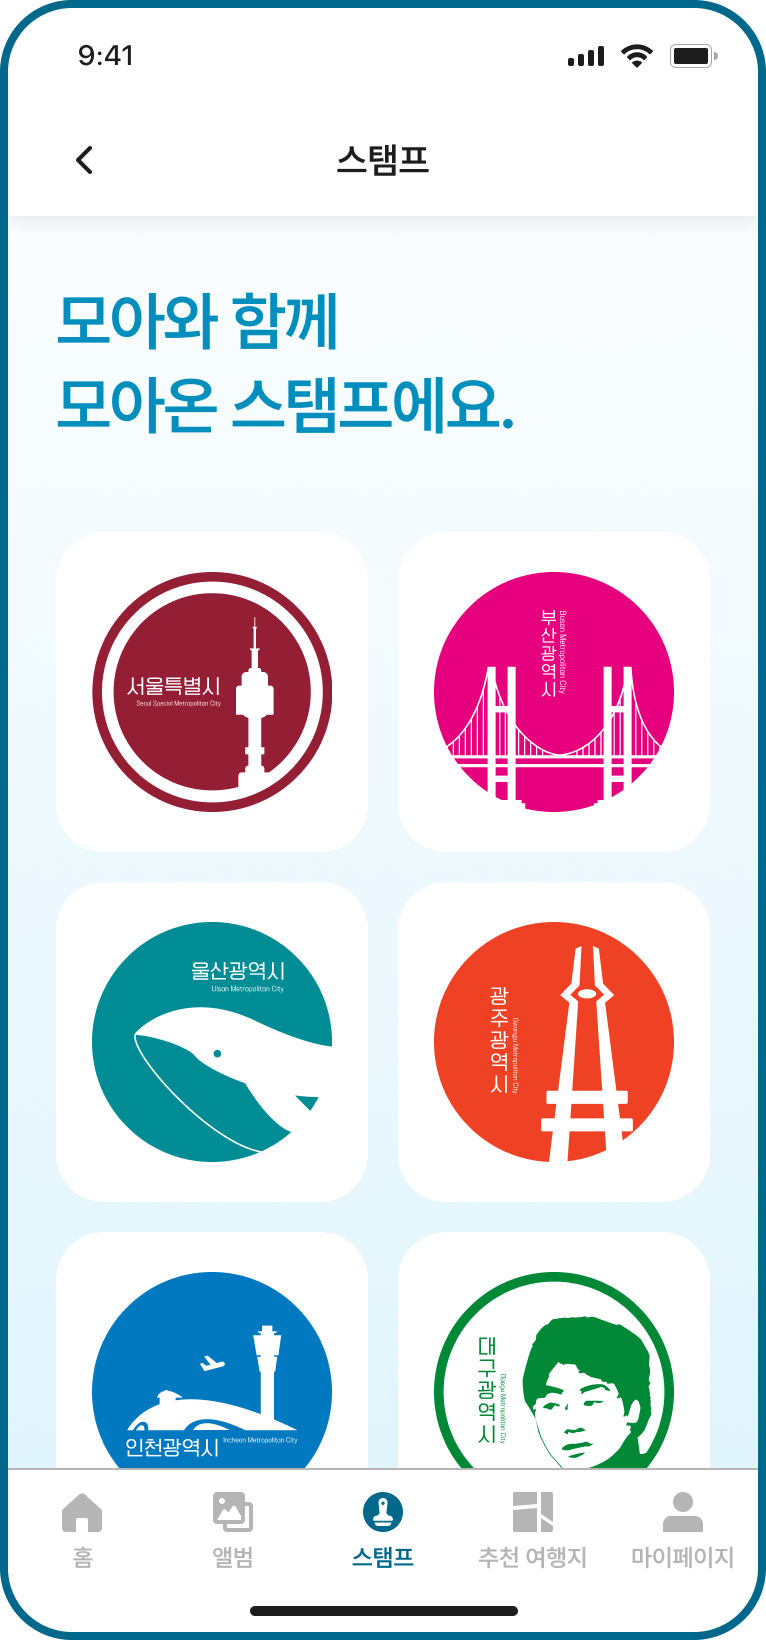 9:41
스탬프
모아와 함께
모아온 스탬프에요.
서울특별시
Seoul Special Metropolitan City
부산광역시
Busan Metropolitan City
울산광역시
Ulsan Metropolitan City
광주광역시
Gwangju Metropolitan City
인천광역시
Incheon Metropolitan City
대구광역시
Daegu Metropolitan City
홈
앨범
스탬프
추천 여행지
마이페이지